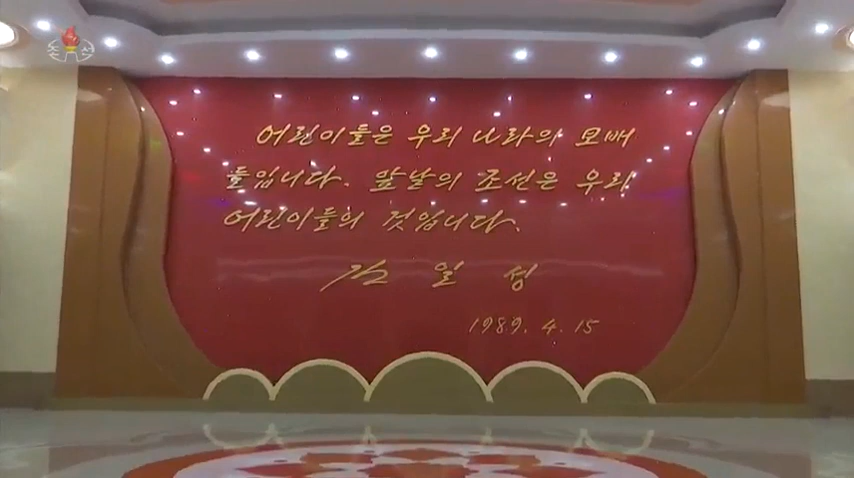 조선
어린이들은 우리 나라의 보배
들입니다. 앞날의 조선은 우리
어린이들의 것입니다.
김 일 성
1989. 4. 15